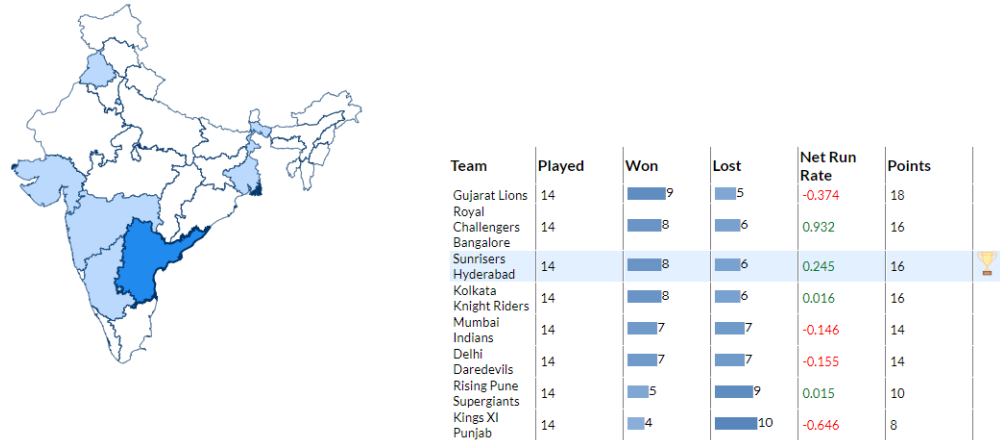 Team Played Won Lost Net Run Rate Points
Gujarat Lions 14 9 5 -0.374 18
Royal Challengers Bangalore 14 8 6 0.932 16
Sunrisers Hyderabad 14 8 6 0.245 16
Kolkata Knight Riders 14 8 6 0.016 16
Mumbai Indians 14 7 7 -0.146 14
Delhi Daredevils 14 7 7 -0.155 14
Rising Pune Supergiants 14 5 9 0.015 10
Kings XI Punjab 14 4 10 -0.646 8